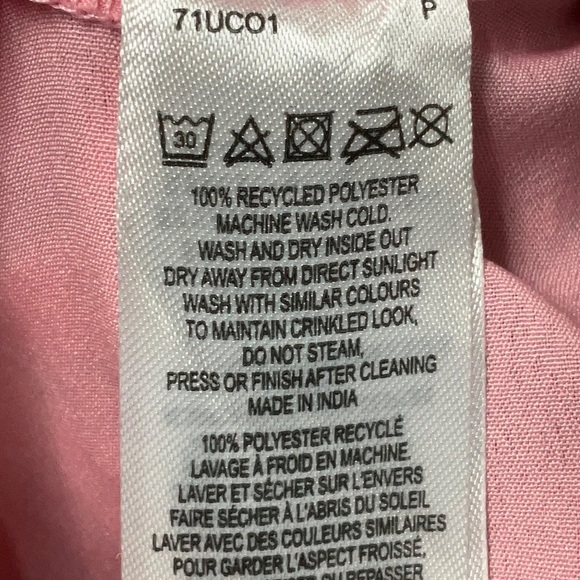 71UCO1 P
30
100% RECYCLED POLYESTER
MACHINE WASH COLD.
WASH AND DRY INSIDE OUT
DRY AWAY FROM DIRECT SUNLIGHT
WASH WITH SIMILAR COLOURS
TO MAINTAIN CRINKLED LOOK,
DO NOT STEAM,
PRESS OR FINISH AFTER CLEANING
MADE IN INDIA
100% POLYESTER RECYCLÉ
LAVAGE À FROID EN MACHINE.
LAVER ET SÉCHER SUR L'ENVERS
FAIRE SÉCHER À L'ABRIS DU SOLEIL
LAVER AVEC DES COULEURS SIMILAIRES
POUR GARDER L'ASPECT FROISSÉ,
REPASSER